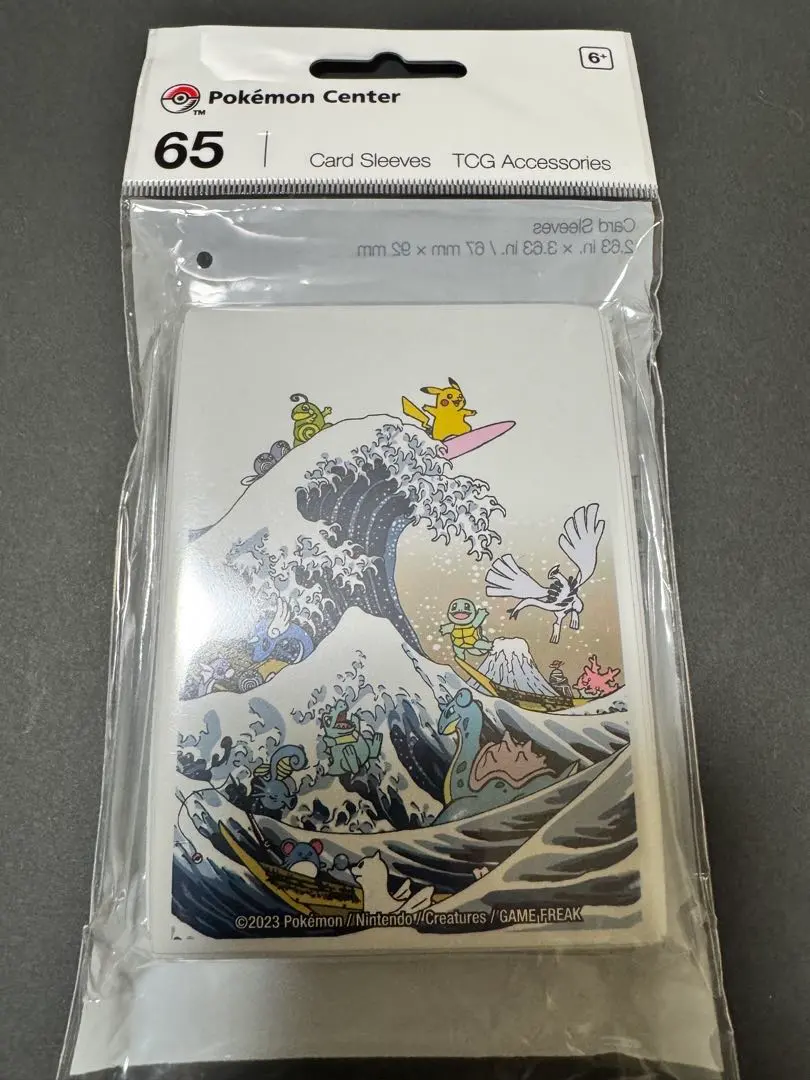 6+
Pokémon Center
TM
65 Card Sleeves TCG Accessories
Card Sleeves
2.63 in. × 3.63 in. / 67 mm × 92 mm
©2023 Pokémon / Nintendo / Creatures / GAME FREAK